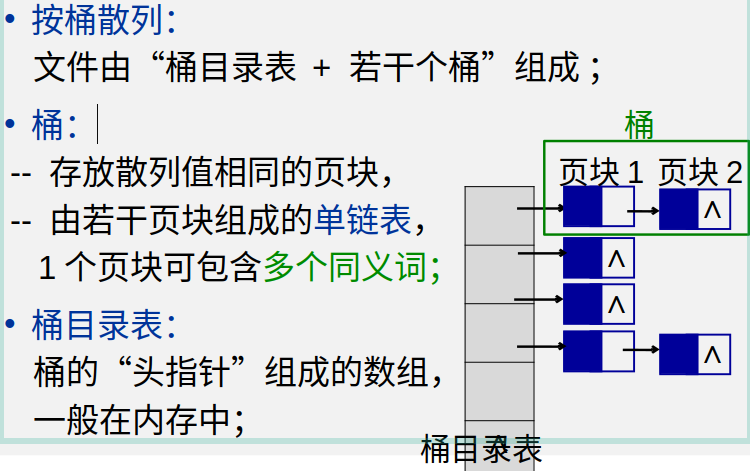 • 按桶散列：
文件由“桶目录表 + 若干个桶”组成；
• 桶：
-- 存放散列值相同的页块，
-- 由若干页块组成的单链表，
1 个页块可包含多个同义词；
• 桶目录表：
桶的“头指针”组成的数组，
一般在内存中；
桶
页块 1 页块 2
∧
∧
∧
∧
桶目录表
∧